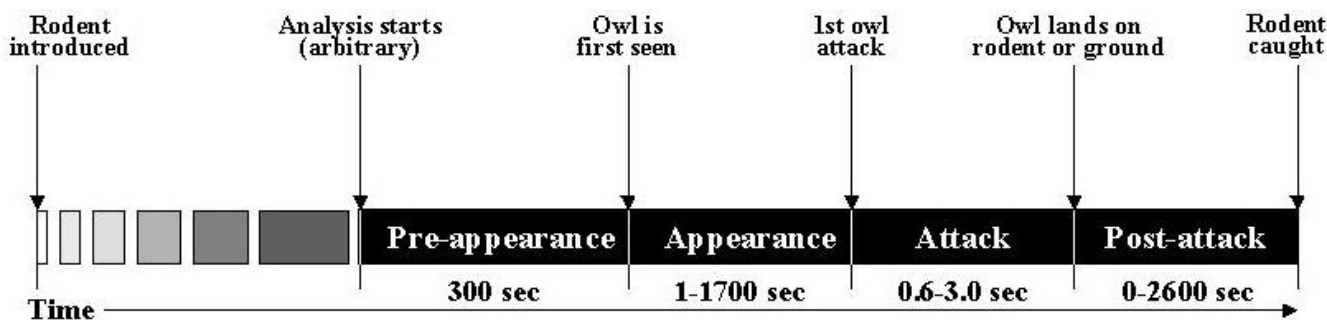 Rodent
introduced
Analysis starts
(arbitrary)
Owl is
first seen
1st owl
attack
Owl lands on
rodent or ground
Rodent
caught
Pre-appearance
Appearance
Attack
Post-attack
300 sec
1-1700 sec
0.6-3.0 sec
0-2600 sec
Time